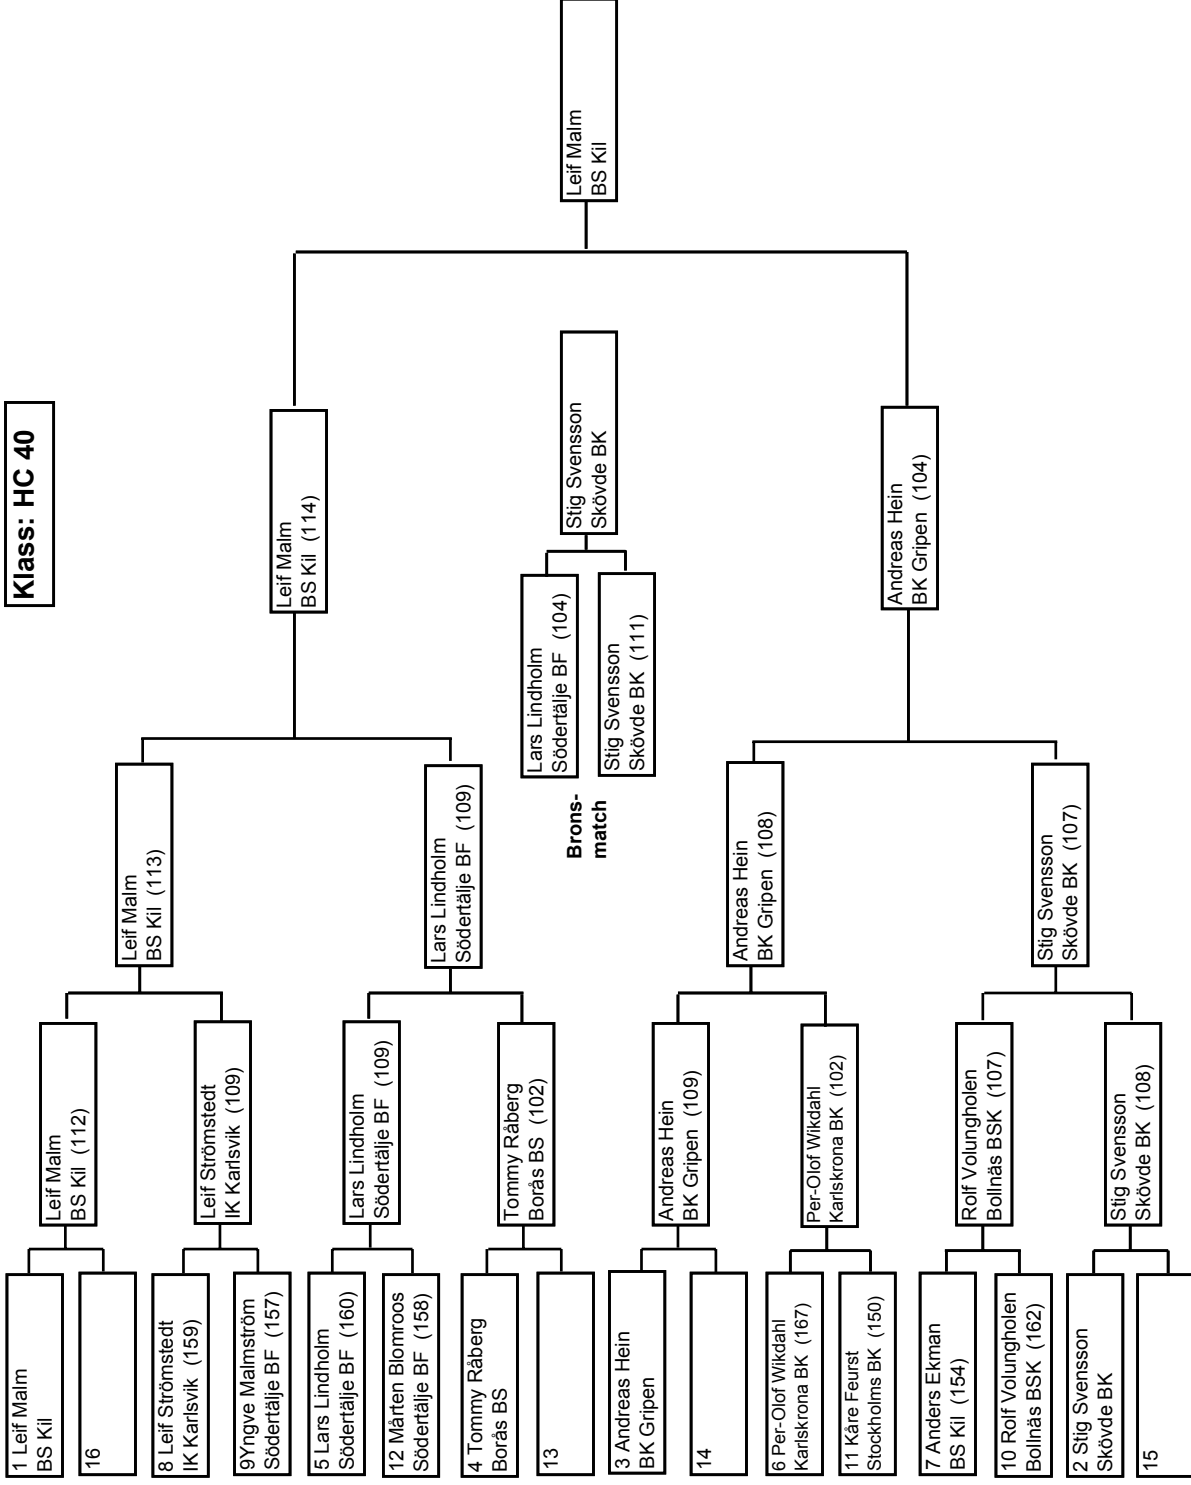 Klass: HC 40
1 Leif Malm
BS Kil
16
8 Leif Strömstedt
IK Karlsvik (159)
9Yngve Malmström
Södertälje BF (157)
5 Lars Lindholm
Södertälje BF (160)
12 Mårten Blomroos
Södertälje BF (158)
4 Tommy Råberg
Borås BS
13
3 Andreas Hein
BK Gripen
14
6 Per-Olof Wikdahl
Karlskrona BK (167)
11 Kåre Feurst
Stockholms BK (150)
7 Anders Ekman
BS Kil (154)
10 Rolf Volungholen
Bollnäs BSK (162)
2 Stig Svensson
Skövde BK
15
Leif Malm
BS Kil (112)
Leif Strömstedt
IK Karlsvik (109)
Lars Lindholm
Södertälje BF (109)
Tommy Råberg
Borås BS (102)
Andreas Hein
BK Gripen (109)
Per-Olof Wikdahl
Karlskrona BK (102)
Rolf Volungholen
Bollnäs BSK (107)
Stig Svensson
Skövde BK (108)
Leif Malm
BS Kil (113)
Lars Lindholm
Södertälje BF (109)
Andreas Hein
BK Gripen (108)
Stig Svensson
Skövde BK (107)
Brons-
match
Lars Lindholm
Södertälje BF (104)
Stig Svensson
Skövde BK (111)
Stig Svensson
Skövde BK
Leif Malm
BS Kil (114)
Andreas Hein
BK Gripen (104)
Leif Malm
BS Kil